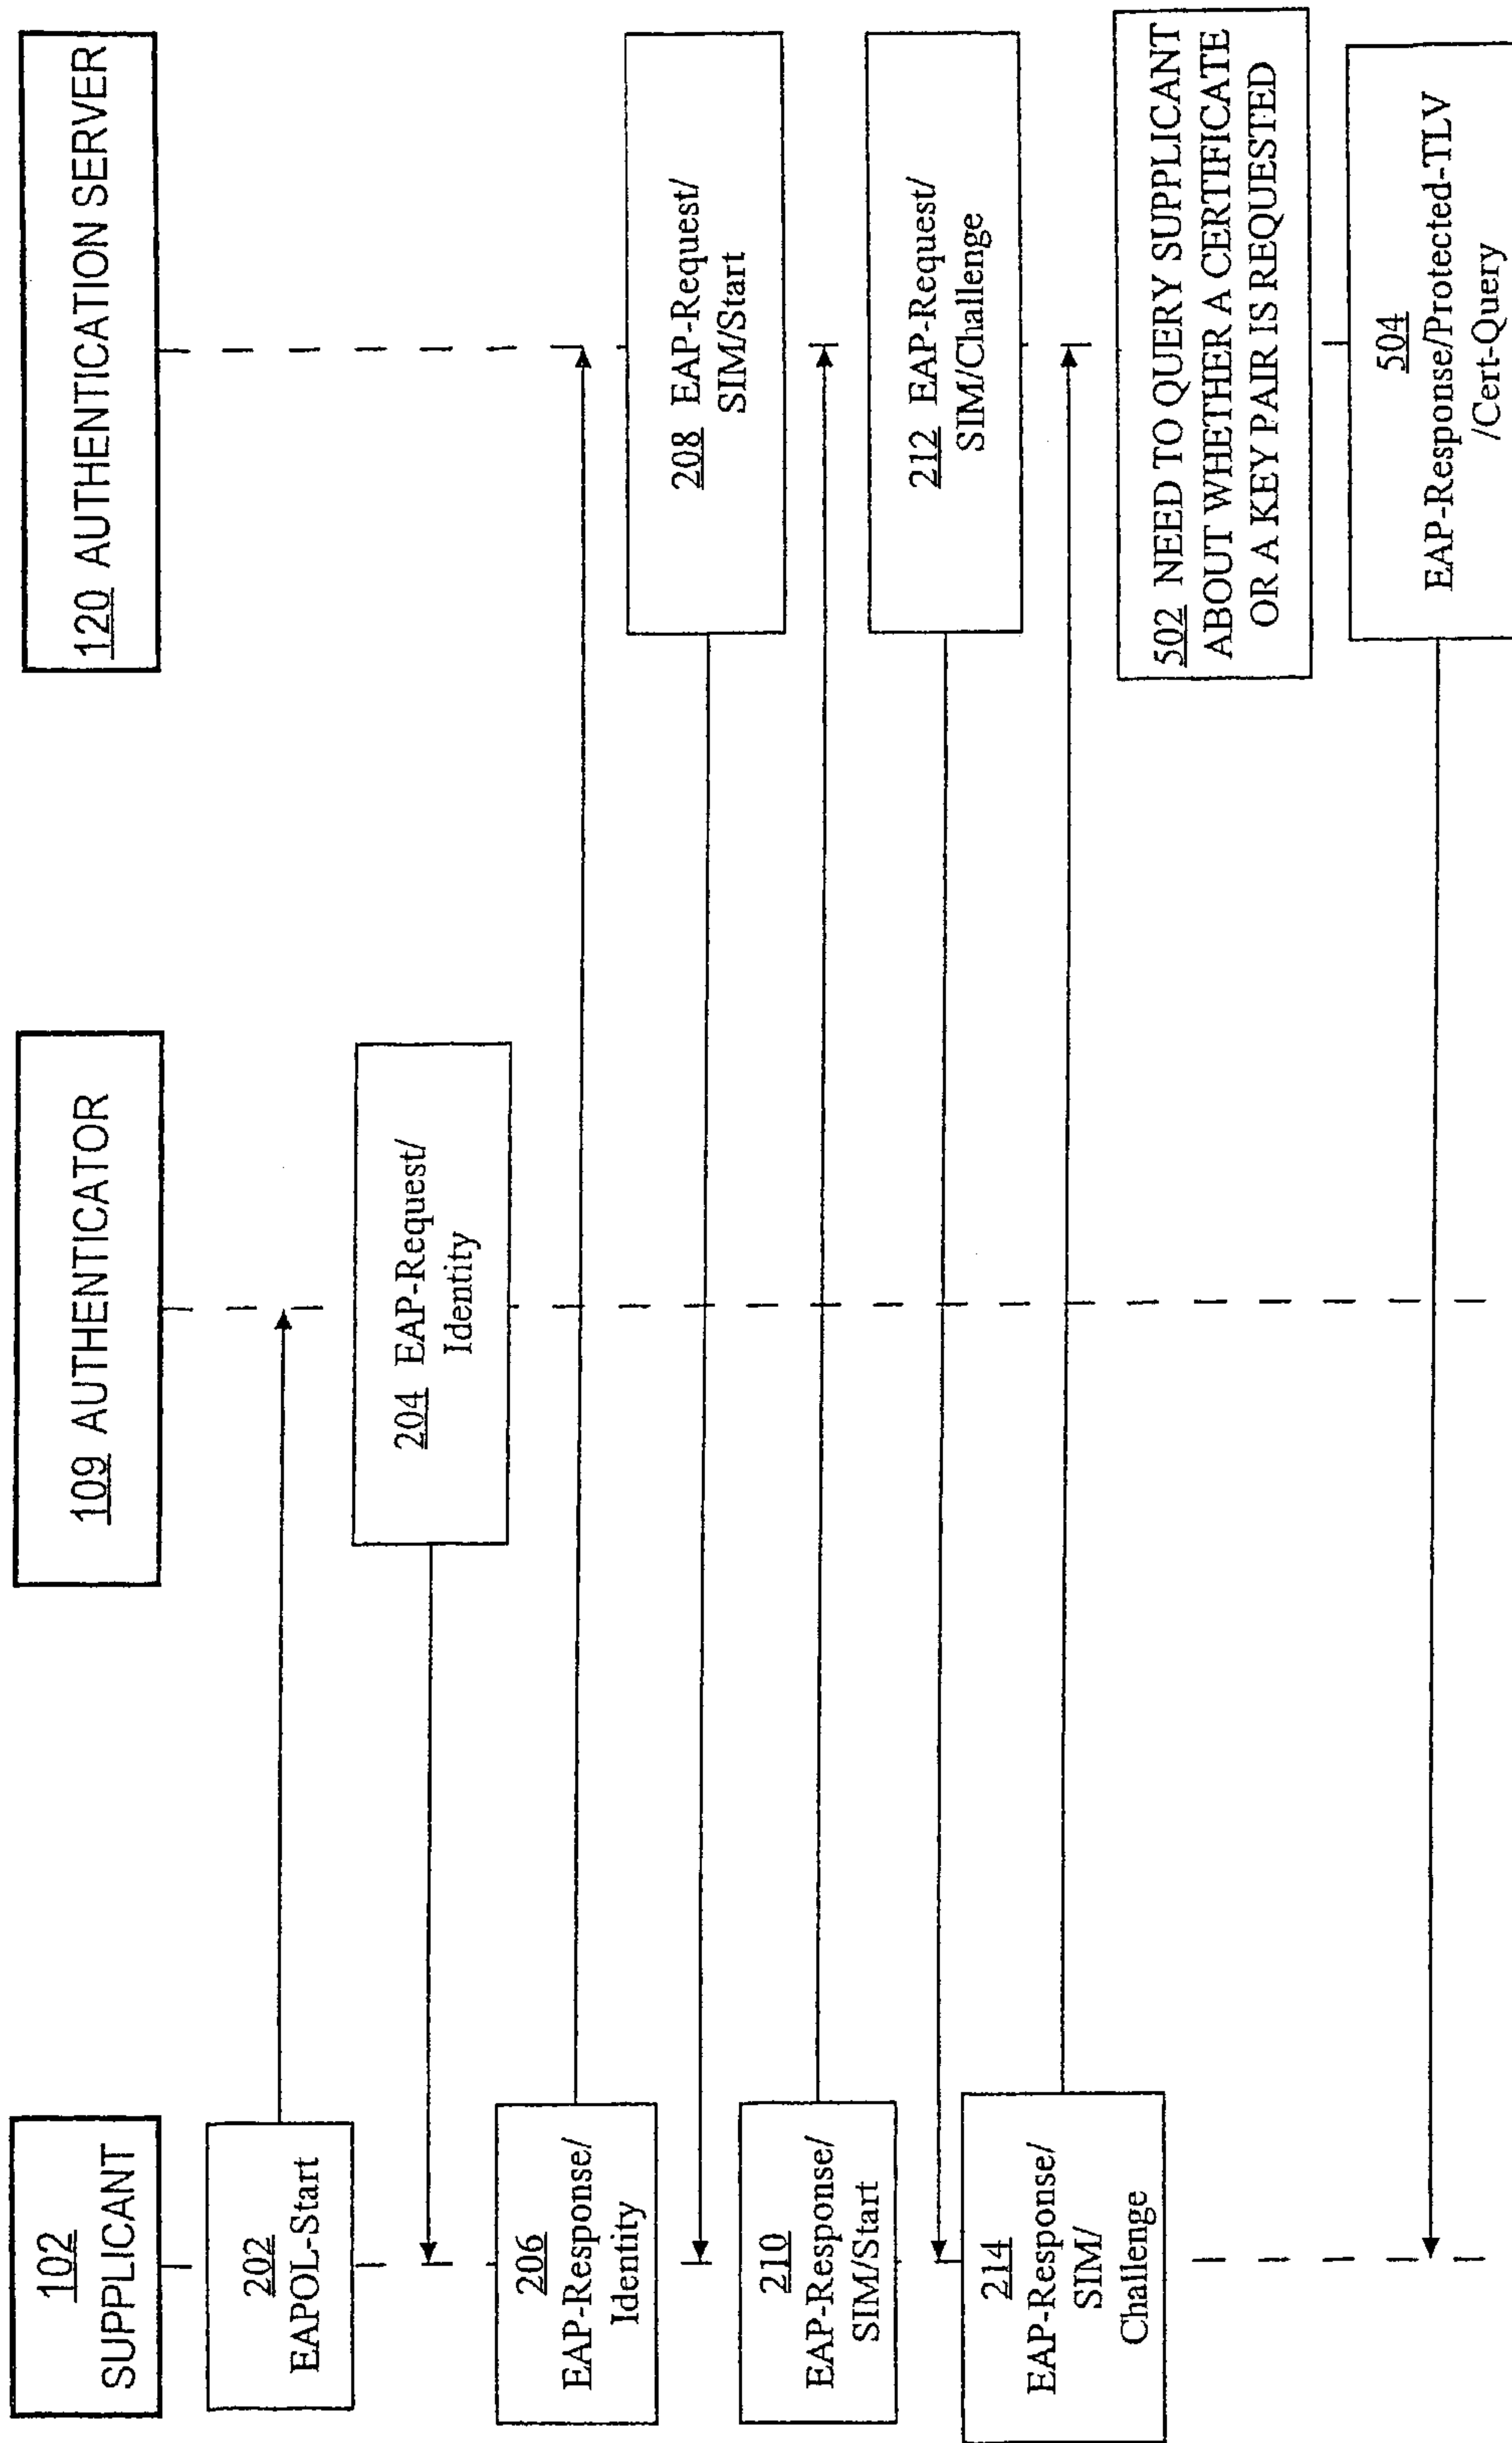 102
SUPPLICANT
109 AUTHENTICATOR
120 AUTHENTICATION SERVER
202
EAPOL-Start
204 EAP-Request/
Identity
206
EAP-Response/
Identity
208 EAP-Request/
SIM/Start
210
EAP-Response/
SIM/Start
212 EAP-Request/
SIM/Challenge
214
EAP-Response/
SIM/
Challenge
502 NEED TO QUERY SUPPLICANT
ABOUT WHETHER A CERTIFICATE
OR A KEY PAIR IS REQUESTED
504
EAP-Response/Protected-TLV
/Cert-Query